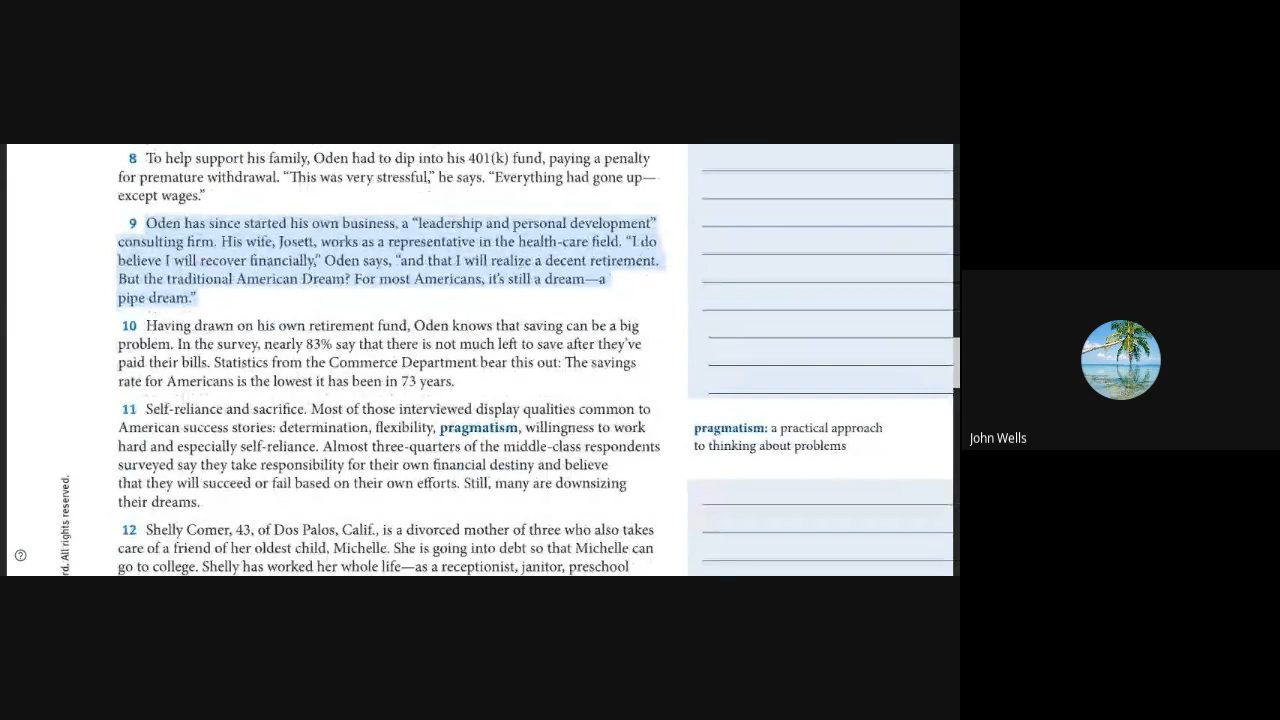 8 To help support his family, Oden had to dip into his 401(k) fund, paying a penalty
for premature withdrawal. “This was very stressful,” he says. “Everything had gone up—
except wages.”
9 Oden has since started his own business, a “leadership and personal development”
consulting firm. His wife, Josett, works as a representative in the health-care field. “I do
believe I will recover financially,” Oden says, “and that I will realize a decent retirement.
But the traditional American Dream? For most Americans, it’s still a dream—a
pipe dream.”
10 Having drawn on his own retirement fund, Oden knows that saving can be a big
problem. In the survey, nearly 83% say that there is not much left to save after they’ve
paid their bills. Statistics from the Commerce Department bear this out: The savings
rate for Americans is the lowest it has been in 73 years.
11 Self-reliance and sacrifice. Most of those interviewed display qualities common to
American success stories: determination, flexibility, pragmatism, willingness to work
hard and especially self-reliance. Almost three-quarters of the middle-class respondents
surveyed say they take responsibility for their own financial destiny and believe
that they will succeed or fail based on their own efforts. Still, many are downsizing
their dreams.
12 Shelly Comer, 43, of Dos Palos, Calif., is a divorced mother of three who also takes
care of a friend of her oldest child, Michelle. She is going into debt so that Michelle can
go to college. Shelly has worked her whole life—as a receptionist, janitor, preschool
pragmatism: a practical approach
to thinking about problems
rd. All rights reserved.
John Wells